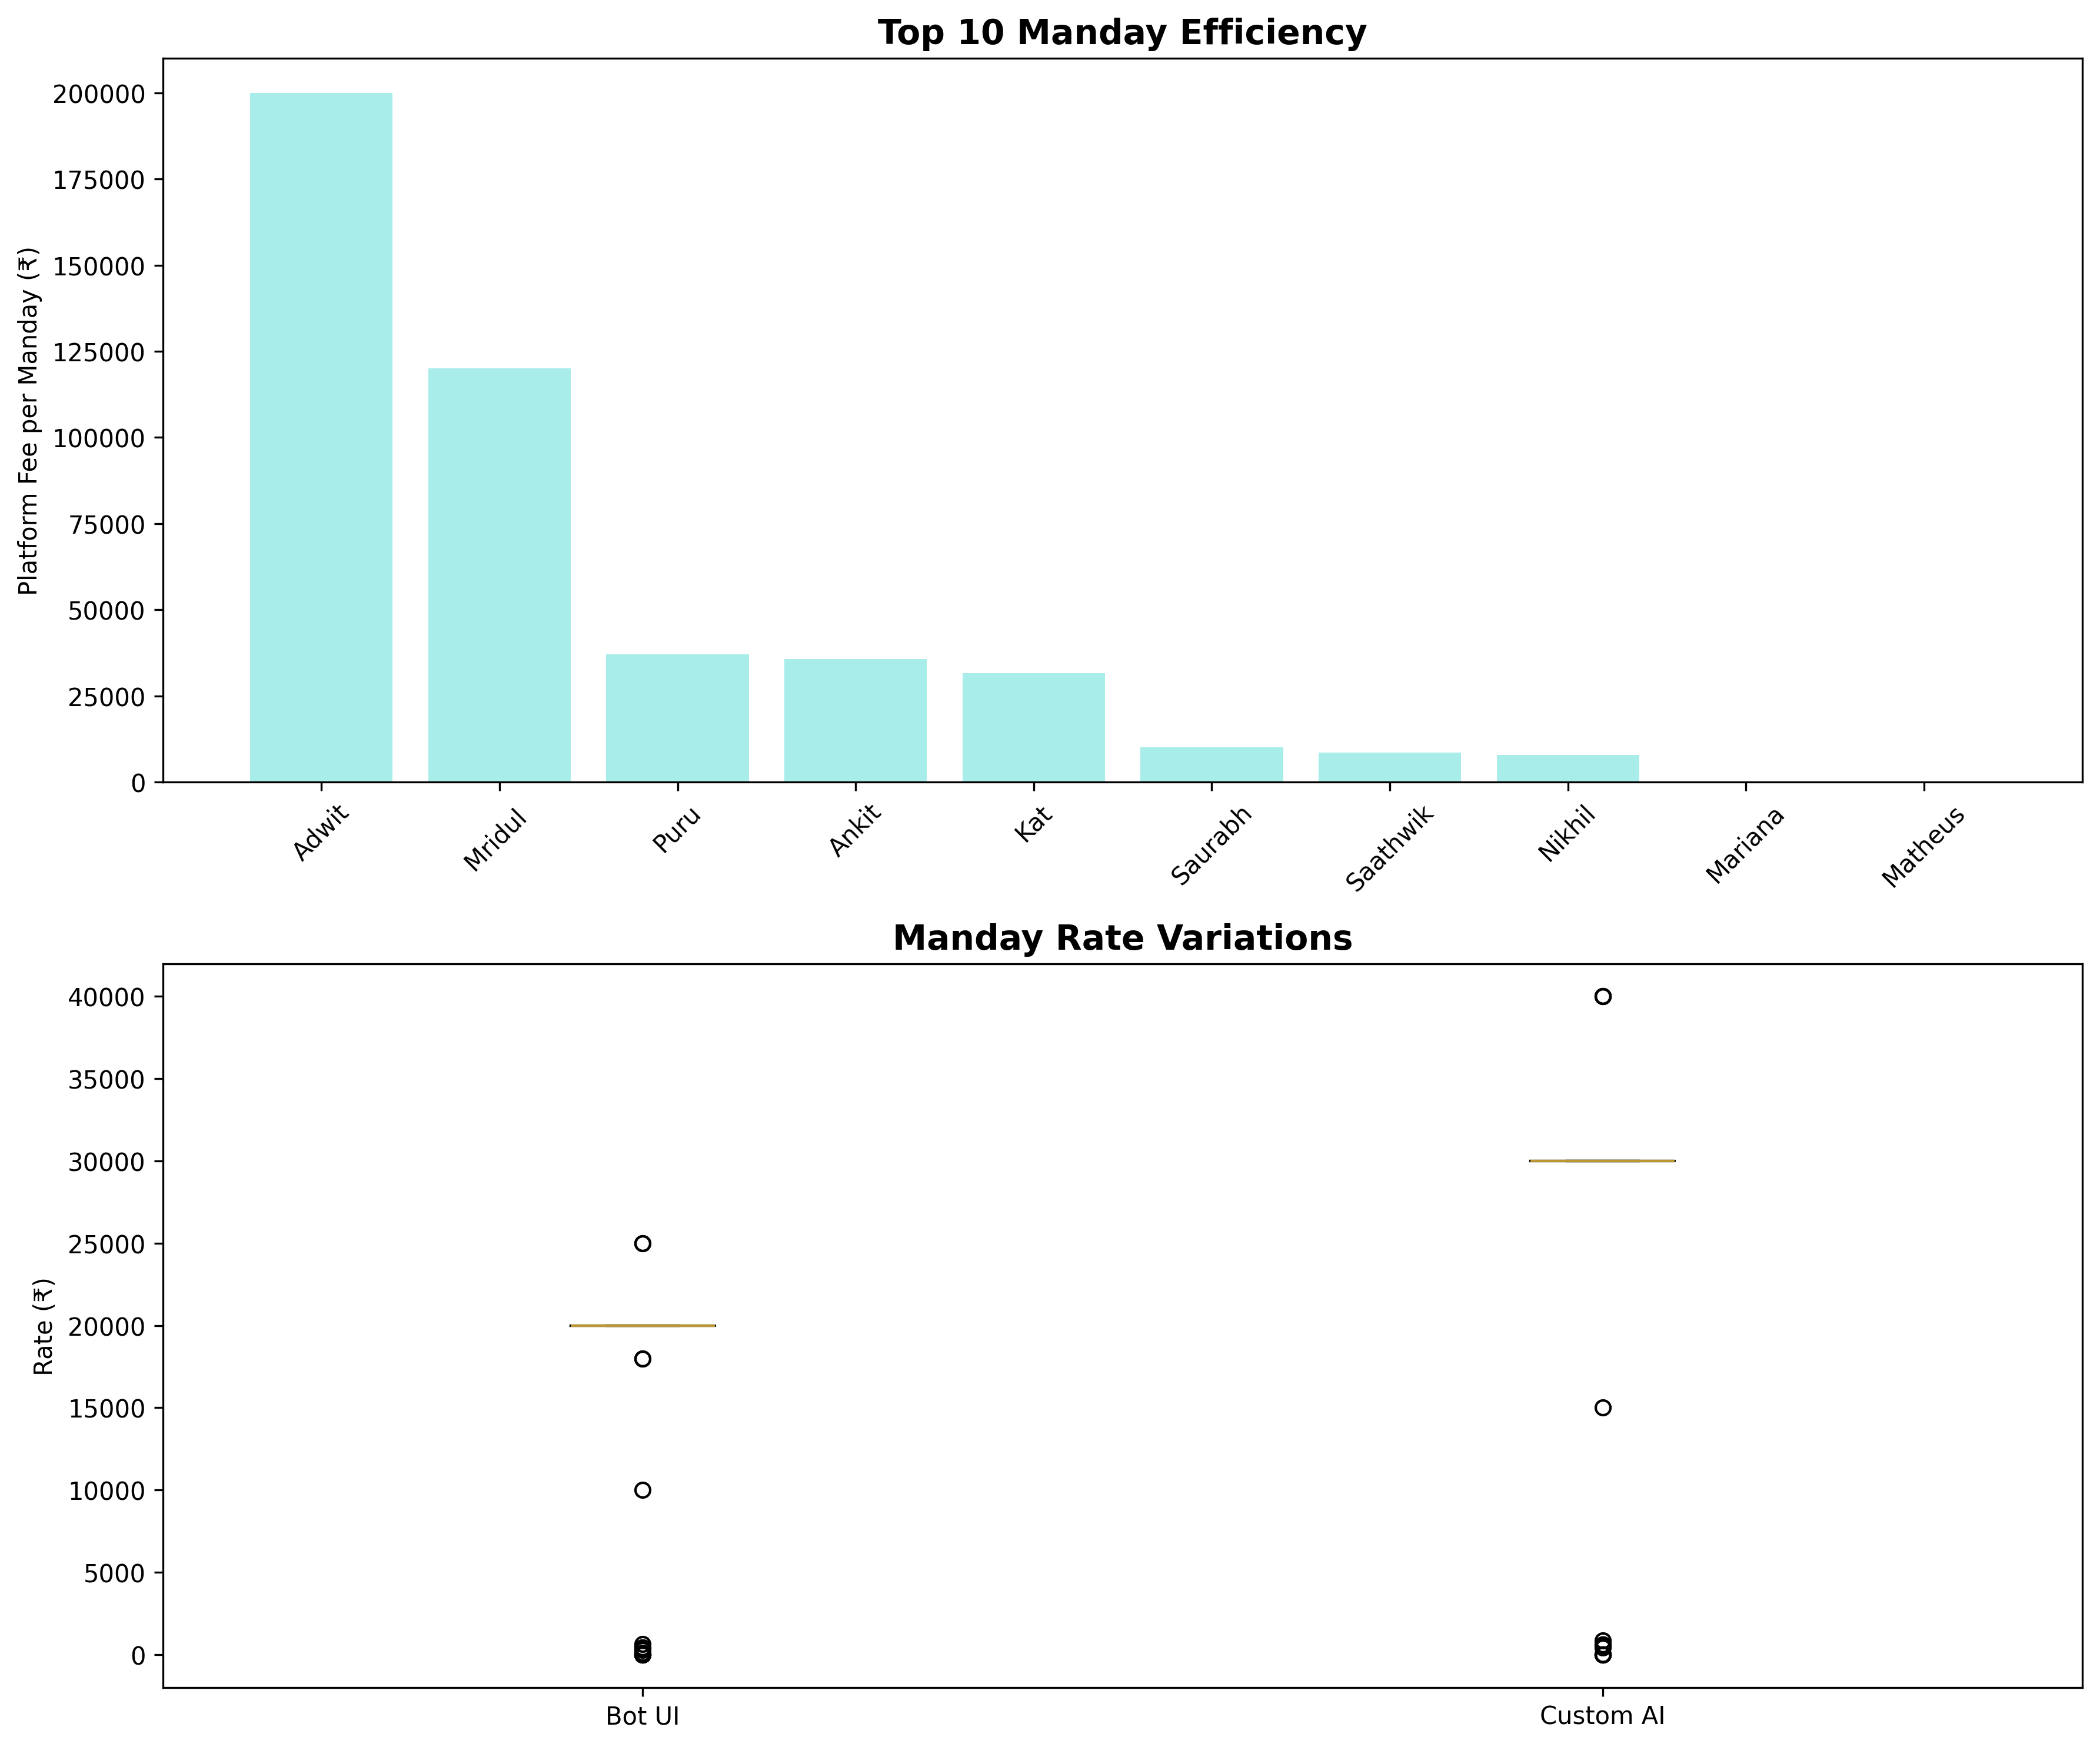 Top 10 Manday Efficiency
Platform Fee per Manday (₹)
200000
175000
150000
125000
100000
75000
50000
25000
0
Adwit
Mridul
Puru
Ankit
Kat
Saurabh
Saathwik
Nikhil
Mariana
Matheus
Manday Rate Variations
Rate (₹)
40000
35000
30000
25000
20000
15000
10000
5000
0
Bot UI
Custom AI